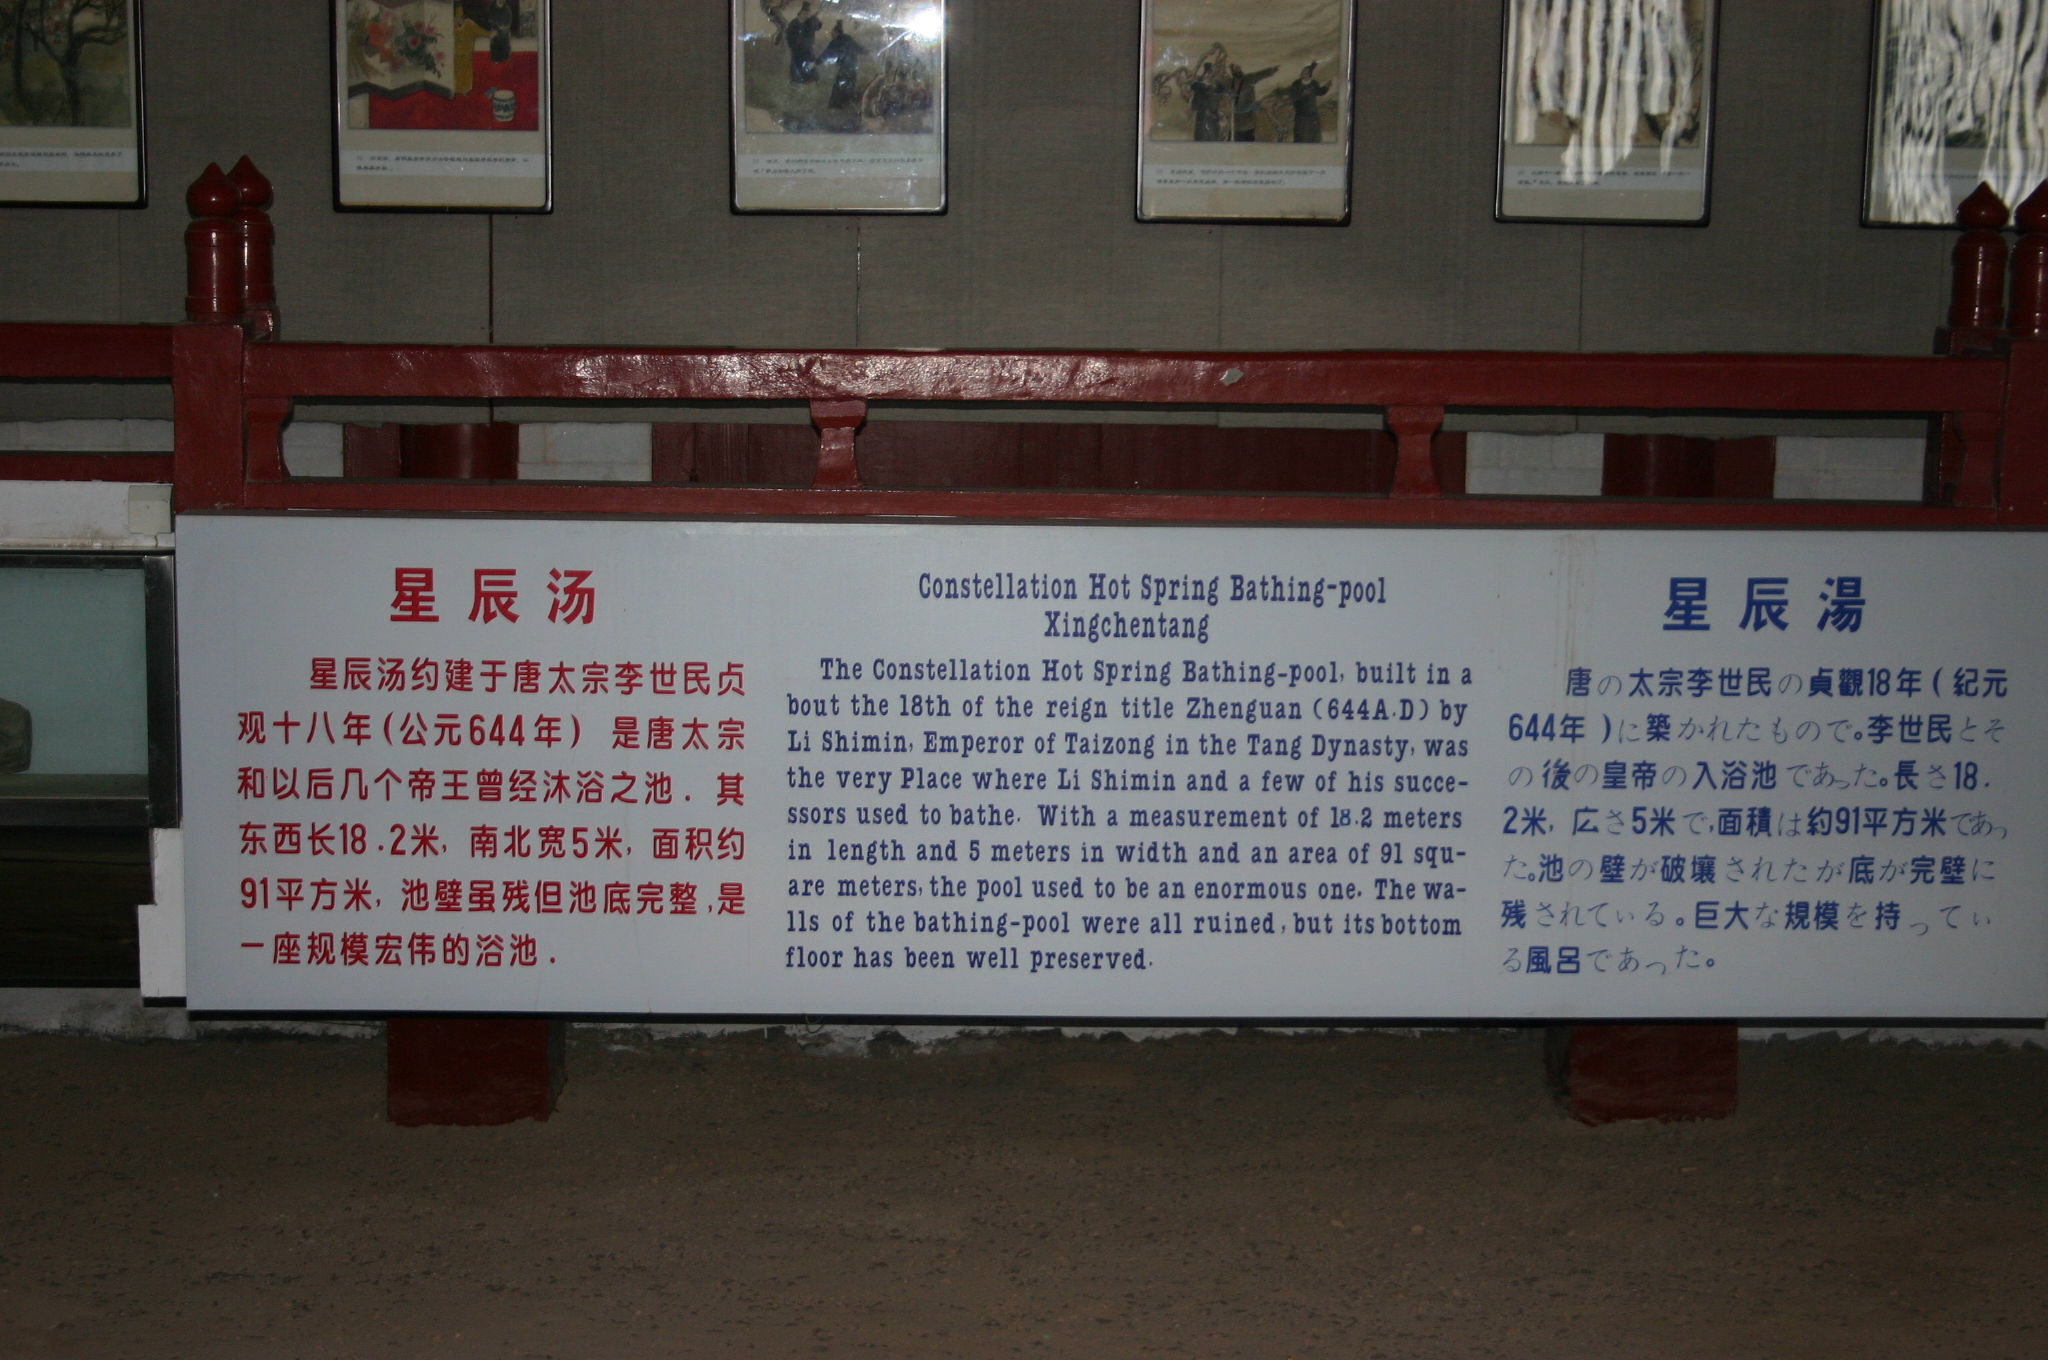 星辰汤
星辰汤约建于唐太宗李世民贞
观十八年(公元644年) 是唐太宗
和以后几个帝王曾经沐浴之池. 其
东西长18.2米, 南北宽5米, 面积约
91平方米, 池壁虽残但池底完整,是
一座规模宏伟的浴池.
Constellation Hot Spring Bathing-pool
Xingchentang
The Constellation Hot Spring Bathing-pool, built in a
bout the 18th of the reign title Zhenguan (644A.D) by
Li Shimin, Emperor of Taizong in the Tang Dynasty, was
the very Place where Li Shimin and a few of his succe-
ssors used to bathe. With a measurement of 18.2 meters
in length and 5 meters in width and an area of 91 squ-
are meters, the pool used to be an enormous one. The wa-
lls of the bathing-pool were all ruined, but its bottom
floor has been well preserved.
星辰湯
唐の太宗李世民の貞觀18年(紀元
644年)に築かれたもので。李世民とそ
の後の皇帝の入浴池であった。長さ18.
2米, 広さ5米で,面積は約91平方米であっ
た。池の壁が破壊されたが底が完壁に
残されている。巨大な規模を持ってい
る風呂であった。